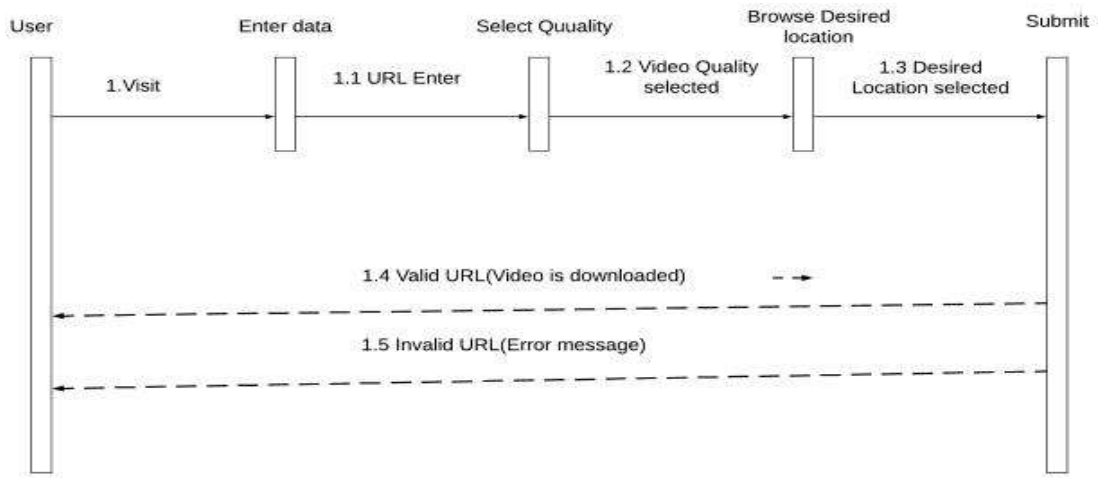 User
Enter data
Select Quuality
Browse Desired
location
Submit
1.Visit
1.1 URL Enter
1.2 Video Quality
selected
1.3 Desired
Location selected
1.4 Valid URL(Video is downloaded)
1.5 Invalid URL(Error message)